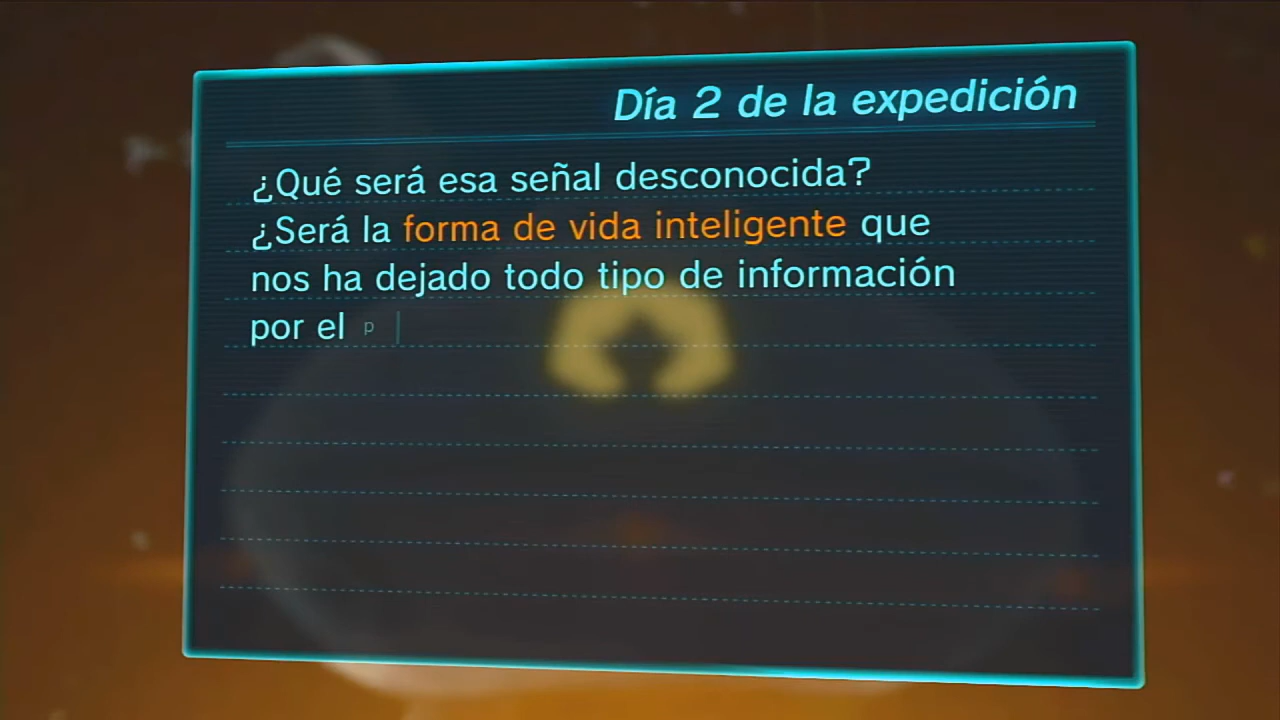 Día 2 de la expedición
¿Qué será esa señal desconocida?
¿Será la forma de vida inteligente que
nos ha dejado todo tipo de información
por el p